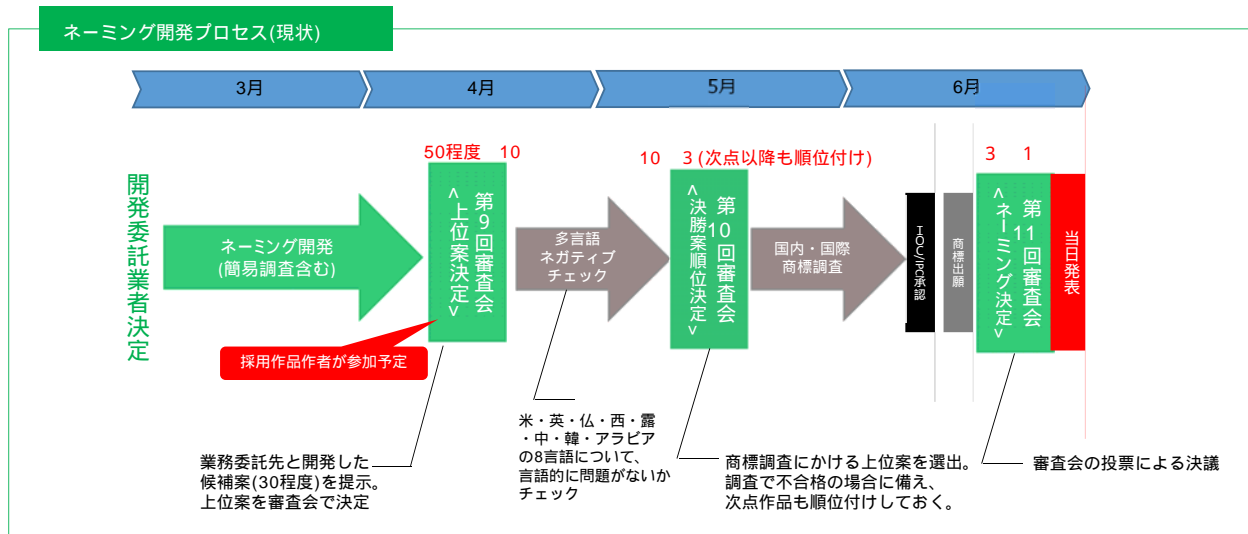 ネーミング開発プロセス(現状)
3月
4月
5月
6月
開発委託業者決定
ネーミング開発
(簡易調査含む)
50程度 10
第9回審査会
<上位案決定>
採用作品作者が参加予定
多言語
ネガティブ
チェック
10 3 (次点以降も順位付け)
第10回審査会
<決勝案順位決定>
国内・国際
商標調査
IOC/IPC承認
商標出願
3 1
第11回審査会
<ネーミング決定>
当日発表
業務委託先と開発した
候補案(30程度)を提示。
上位案を審査会で決定
米・英・仏・西・露
・中・韓・アラビア
の8言語について、
言語的に問題がないか
チェック
商標調査にかける上位案を選出。
調査で不合格の場合に備え、
次点作品も順位付けしておく。
審査会の投票による決議